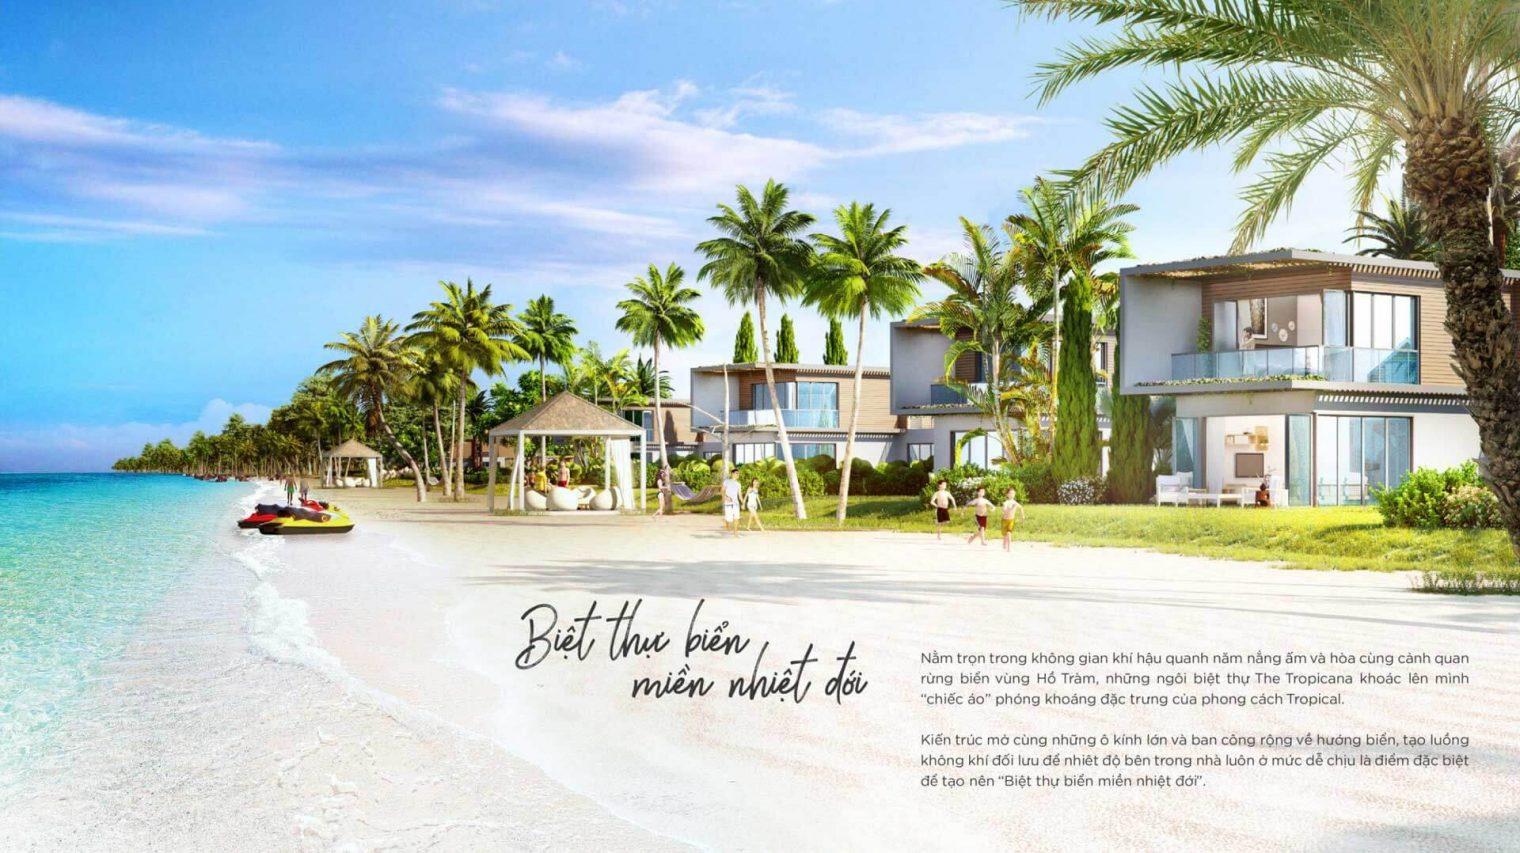 Biệt thự biển
miền nhiệt đới
Nằm trọn trong không gian khí hậu quanh năm nắng ấm và hòa cùng cảnh quan
rừng biển vùng Hồ Tràm, những ngôi biệt thự The Tropicana khoác lên mình
“chiếc áo” phóng khoáng đặc trưng của phong cách Tropical.
Kiến trúc mở cùng những ô kính lớn và ban công rộng về hướng biển, tạo luồng
không khí đối lưu để nhiệt độ bên trong nhà luôn ở mức dễ chịu là điểm đặc biệt
để tạo nên “Biệt thự biển miền nhiệt đới”.